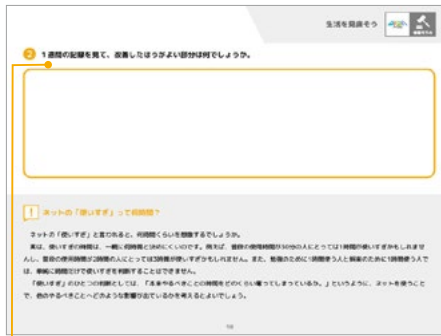 生活を見直そう
2 1週間の記録を見て、改善したほうがよい部分は何でしょうか。
! ネットの「使いすぎ」って何時間?
ネットの「使いすぎ」と言われると、何時間くらいを想像するでしょうか。
実は、使いすぎの時間は、一概に何時間と決めにくいのです。例えば、普段の使用時間が30分の人にとっては1時間が使いすぎかもしれませ
んし、普段の使用時間が2時間の人にとっては3時間が使いすぎかもしれません。また、勉強のために1時間使う人と娯楽のために1時間使う人で
は、単純に時間だけで使いすぎを判断することはできません。
「使いすぎ」のひとつの判断としては、「本来やるべきことの時間をどのくらい奪ってしまっているか。」というように、ネットを使うこと
で、他のやるべきことへどのような影響が出ているかを考えるとよいでしょう。